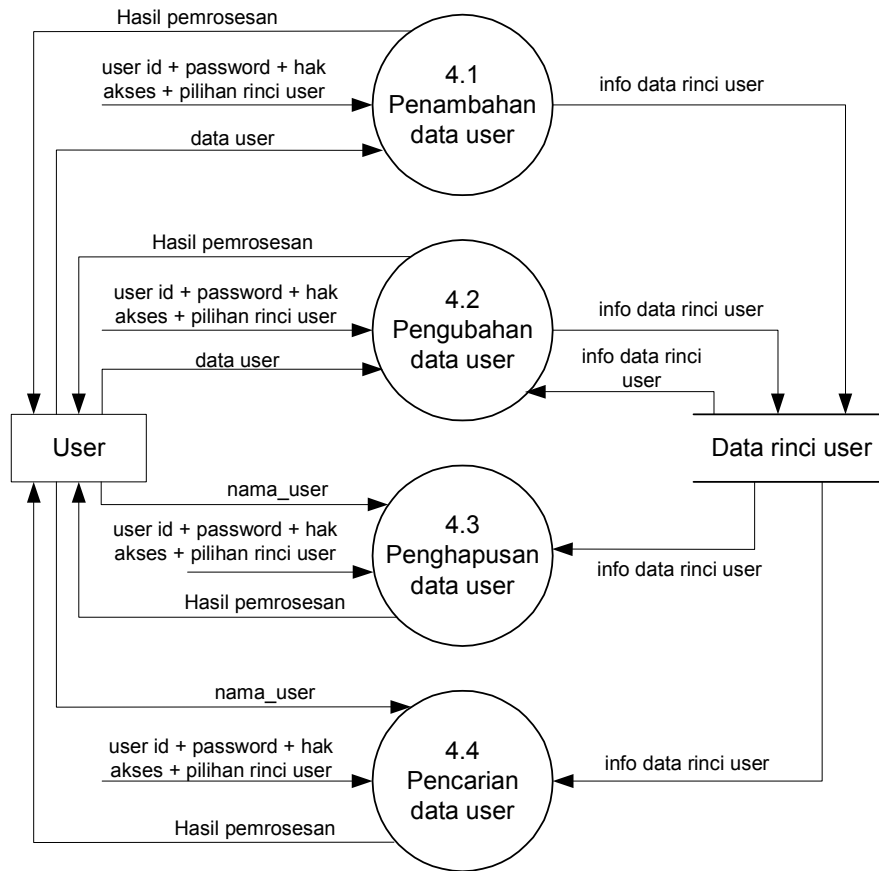 Hasil pemrosesan
user id + password + hak
akses + pilihan rinci user
data user
4.1
Penambahan
data user
info data rinci user
Hasil pemrosesan
user id + password + hak
akses + pilihan rinci user
data user
4.2
Pengubahan
data user
info data rinci user
info data rinci
user
User
Data rinci user
nama_user
user id + password + hak
akses + pilihan rinci user
Hasil pemrosesan
4.3
Penghapusan
data user
info data rinci user
nama_user
user id + password + hak
akses + pilihan rinci user
Hasil pemrosesan
4.4
Pencarian
data user
info data rinci user